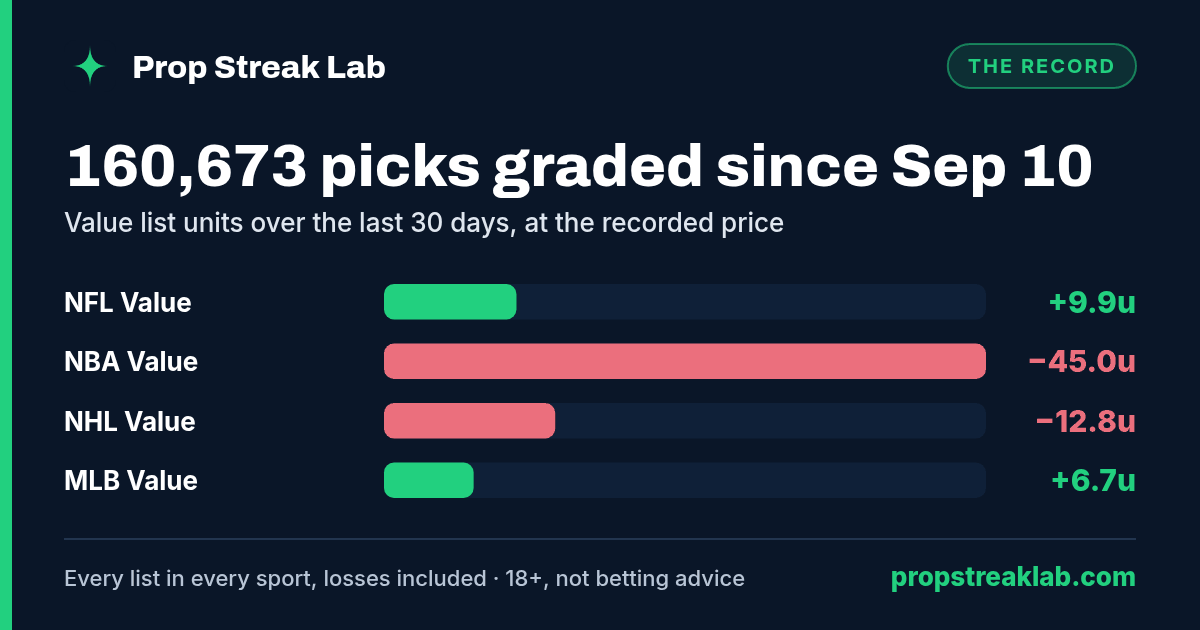 Prop Streak Lab
THE RECORD
160,673 picks graded since Sep 10
Value list units over the last 30 days, at the recorded price
NFL Value +9.9u
NBA Value −45.0u
NHL Value −12.8u
MLB Value +6.7u
Every list in every sport, losses included · 18+, not betting advice
propstreaklab.com